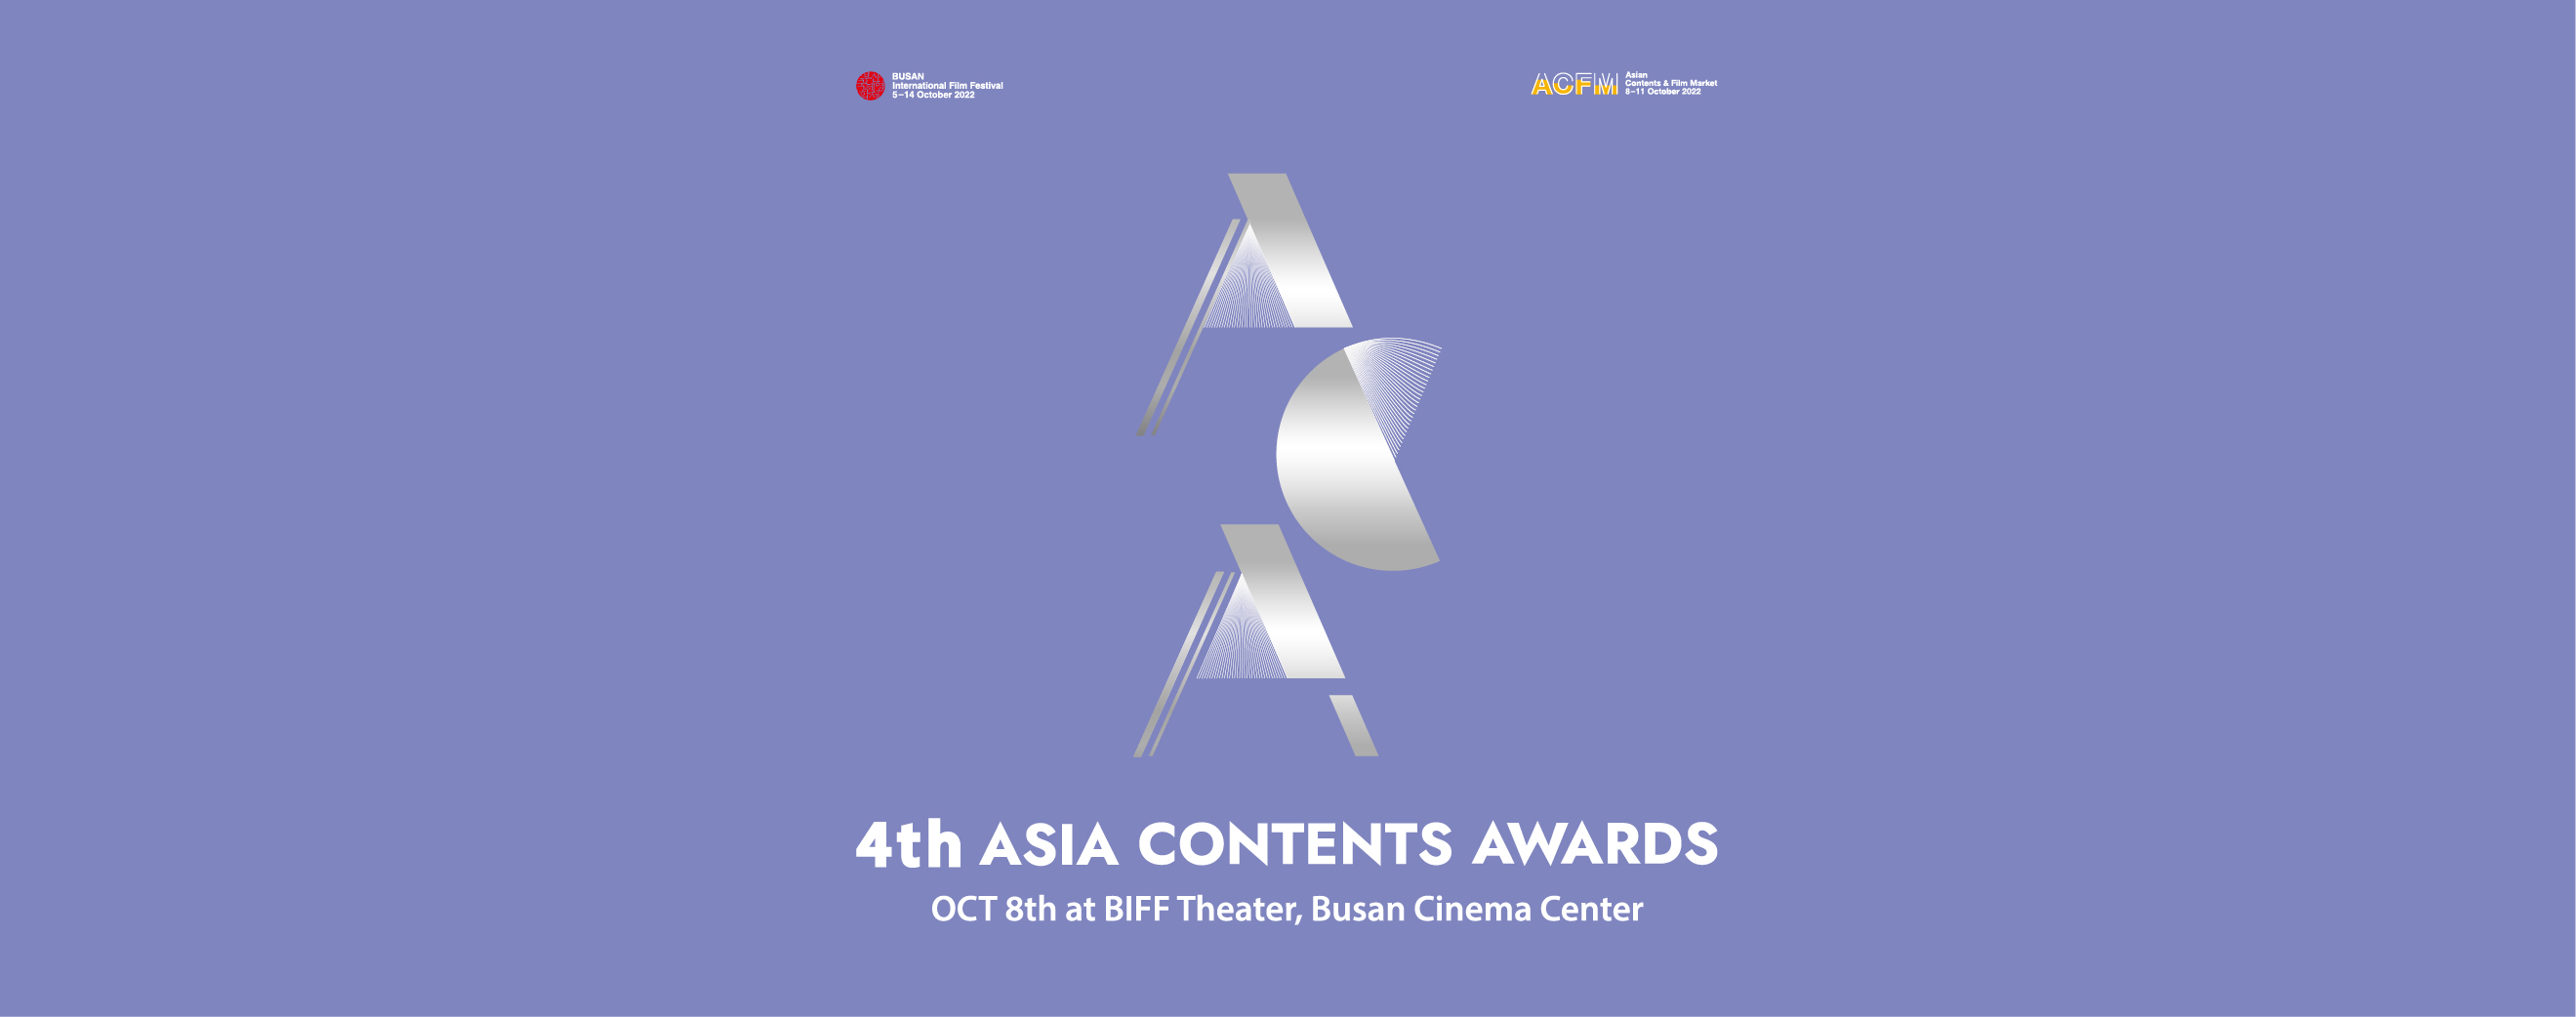 BUSAN
International Film Festival
5–14 October 2022
ACFM
Asian
Contents & Film Market
8–11 October 2022
ACA
4th ASIA CONTENTS AWARDS
OCT 8th at BIFF Theater, Busan Cinema Center